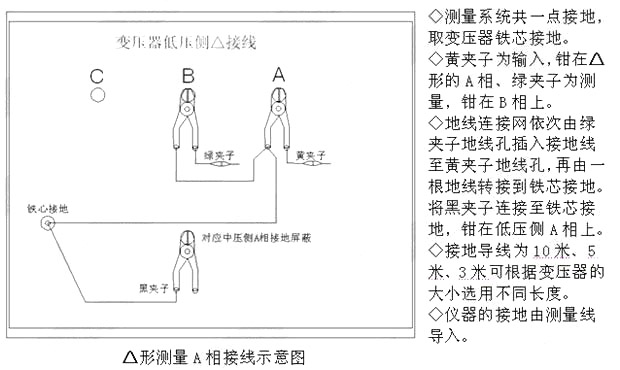 变压器低压侧△接线
C
B
A
绿夹子
黄夹子
铁心接地
对应中压侧A相接地屏蔽
黑夹子
△形测量A相接线示意图
◇测量系统共一点接地,
取变压器铁芯接地。
◇黄夹子为输入,钳在△
形的A相、绿夹子为测
量,钳在B相上。
◇地线连接网依次由绿
夹子地线孔插入接地线
至黄夹子地线孔,再由一
根地线转接到铁芯接地。
将黑夹子连接至铁芯接
地,钳在低压侧A相上。
◇接地导线为10米、5
米、3米可根据变压器的
大小选用不同长度。
◇仪器的接地由测量线
导入。